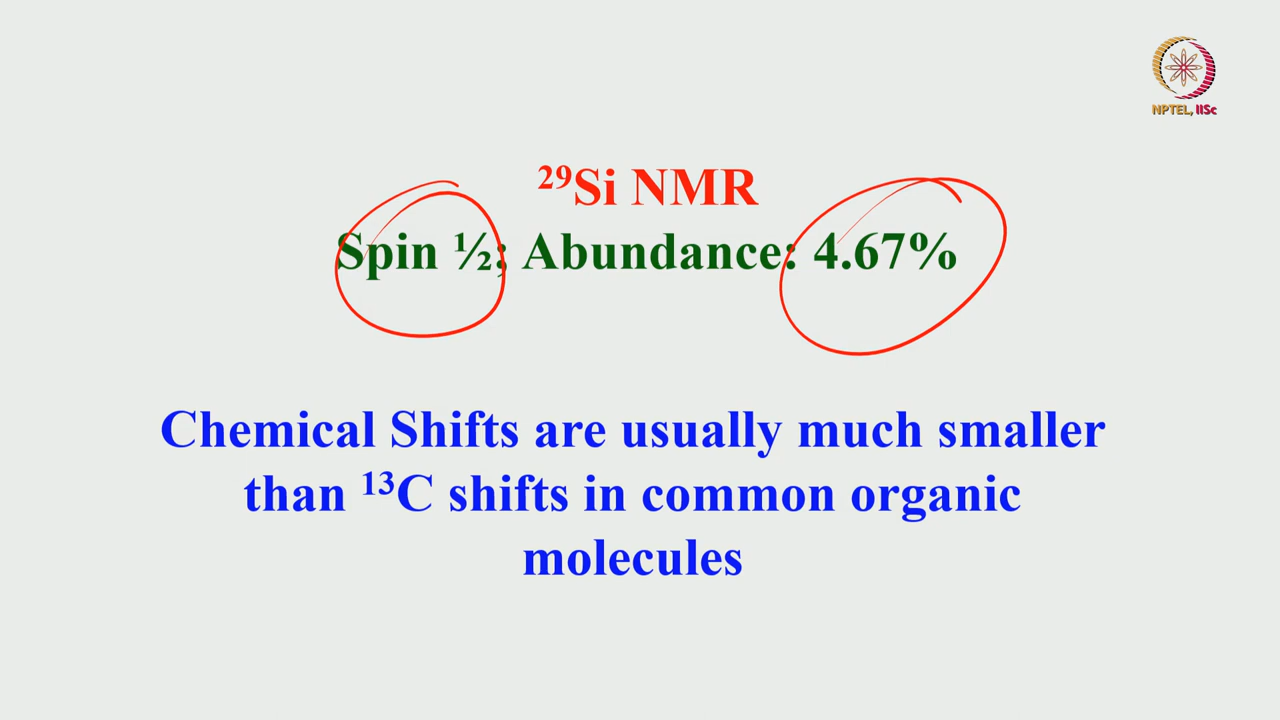 NPTEL, IISc
²⁹Si NMR
Spin ½; Abundance: 4.67%
Chemical Shifts are usually much smaller
than ¹³C shifts in common organic
molecules